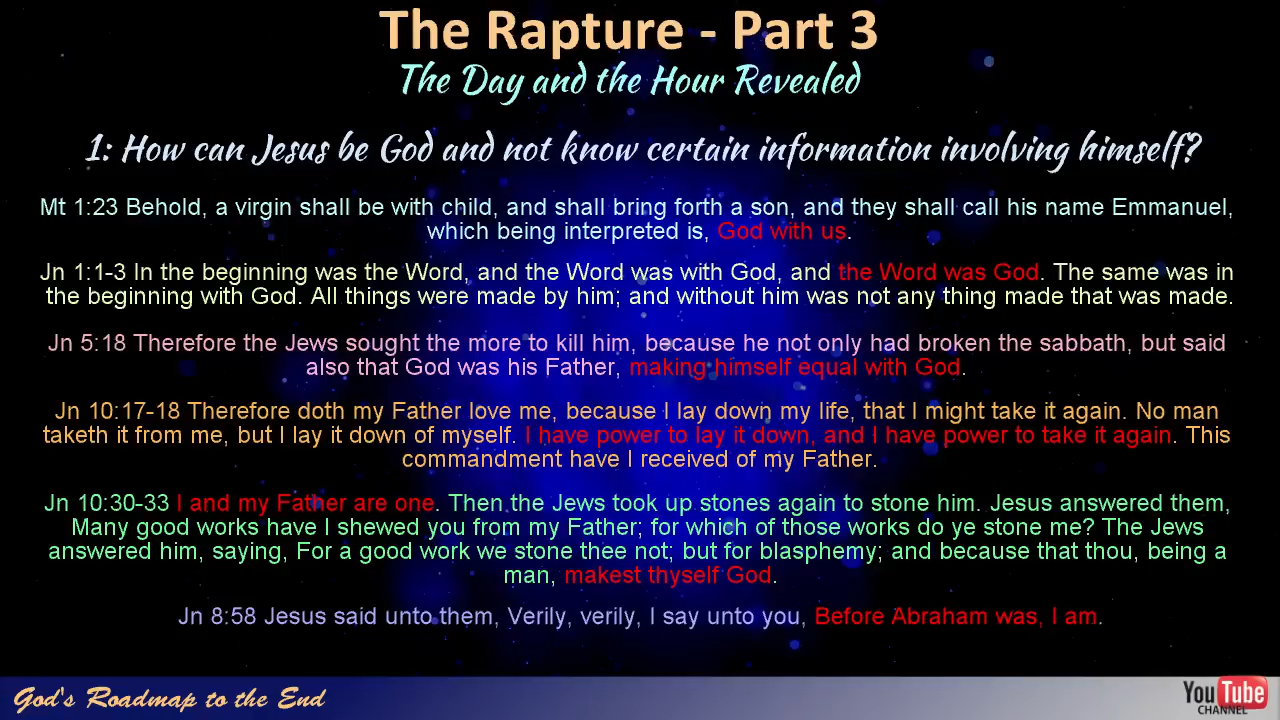 The Rapture - Part 3
The Day and the Hour Revealed
1: How can Jesus be God and not know certain information involving himself?
Mt 1:23 Behold, a virgin shall be with child, and shall bring forth a son, and they shall call his name Emmanuel,
which being interpreted is, God with us.
Jn 1:1-3 In the beginning was the Word, and the Word was with God, and the Word was God. The same was in
the beginning with God. All things were made by him; and without him was not any thing made that was made.
Jn 5:18 Therefore the Jews sought the more to kill him, because he not only had broken the sabbath, but said
also that God was his Father, making himself equal with God.
Jn 10:17-18 Therefore doth my Father love me, because I lay down my life, that I might take it again. No man
taketh it from me, but I lay it down of myself. I have power to lay it down, and I have power to take it again. This
commandment have I received of my Father.
Jn 10:30-33 I and my Father are one. Then the Jews took up stones again to stone him. Jesus answered them,
Many good works have I shewed you from my Father; for which of those works do ye stone me? The Jews
answered him, saying, For a good work we stone thee not; but for blasphemy; and because that thou, being a
man, makest thyself God.
Jn 8:58 Jesus said unto them, Verily, verily, I say unto you, Before Abraham was, I am.
God's Roadmap to the End
YouTube
CHANNEL